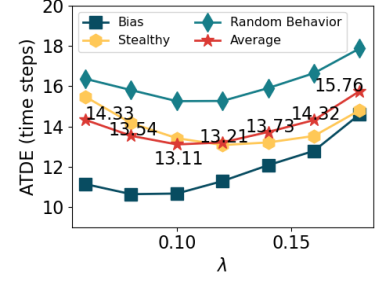 20
18
16
14
12
10
ATDE (time steps)
Bias
Stealthy
Random Behavior
Average
14.33
13.54
13.11
13.21
13.73
14.32
15.76
0.10
0.15
λ